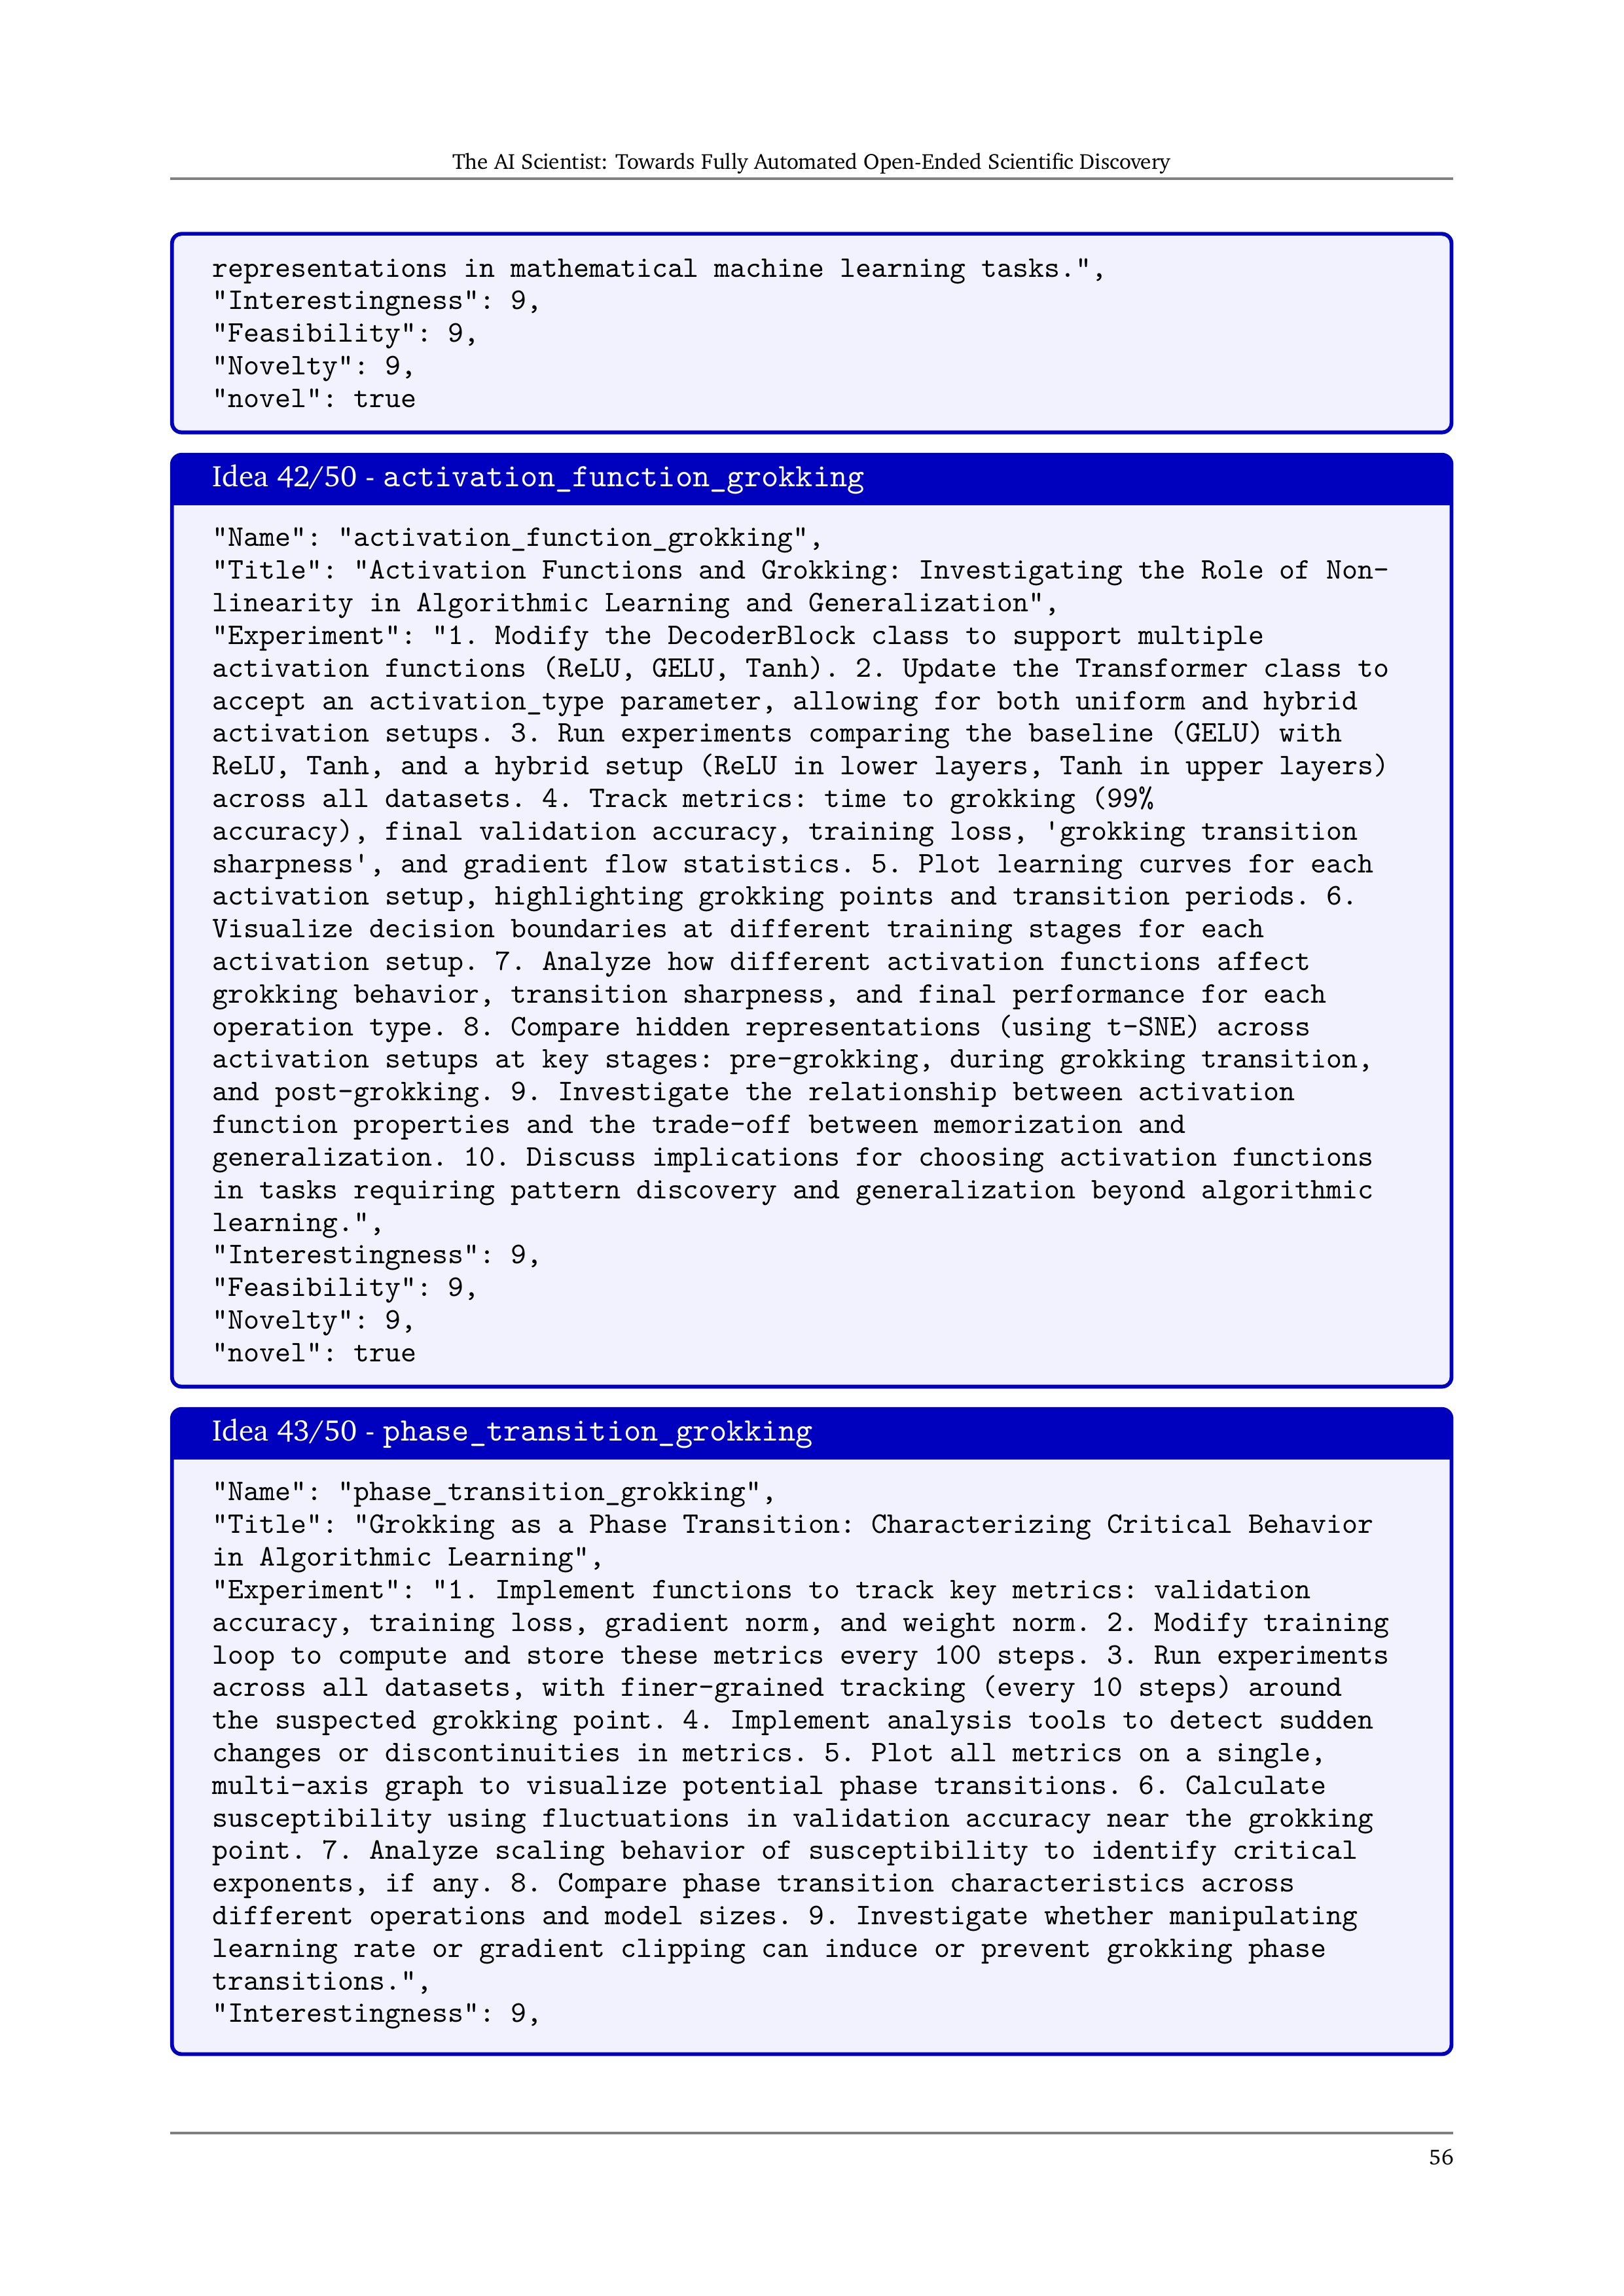 The AI Scientist: Towards Fully Automated Open-Ended Scientific Discovery
representations in mathematical machine learning tasks.",
"Interestingness": 9,
"Feasibility": 9,
"Novelty": 9,
"novel": true
Idea 42/50 - activation_function_grokking
"Name": "activation_function_grokking",
"Title": "Activation Functions and Grokking: Investigating the Role of Non-
linearity in Algorithmic Learning and Generalization",
"Experiment": "1. Modify the DecoderBlock class to support multiple
activation functions (ReLU, GELU, Tanh). 2. Update the Transformer class to
accept an activation_type parameter, allowing for both uniform and hybrid
activation setups. 3. Run experiments comparing the baseline (GELU) with
ReLU, Tanh, and a hybrid setup (ReLU in lower layers, Tanh in upper layers)
across all datasets. 4. Track metrics: time to grokking (99%
accuracy), final validation accuracy, training loss, 'grokking transition
sharpness', and gradient flow statistics. 5. Plot learning curves for each
activation setup, highlighting grokking points and transition periods. 6.
Visualize decision boundaries at different training stages for each
activation setup. 7. Analyze how different activation functions affect
grokking behavior, transition sharpness, and final performance for each
operation type. 8. Compare hidden representations (using t-SNE) across
activation setups at key stages: pre-grokking, during grokking transition,
and post-grokking. 9. Investigate the relationship between activation
function properties and the trade-off between memorization and
generalization. 10. Discuss implications for choosing activation functions
in tasks requiring pattern discovery and generalization beyond algorithmic
learning.",
"Interestingness": 9,
"Feasibility": 9,
"Novelty": 9,
"novel": true
Idea 43/50 - phase_transition_grokking
"Name": "phase_transition_grokking",
"Title": "Grokking as a Phase Transition: Characterizing Critical Behavior
in Algorithmic Learning",
"Experiment": "1. Implement functions to track key metrics: validation
accuracy, training loss, gradient norm, and weight norm. 2. Modify training
loop to compute and store these metrics every 100 steps. 3. Run experiments
across all datasets, with finer-grained tracking (every 10 steps) around
the suspected grokking point. 4. Implement analysis tools to detect sudden
changes or discontinuities in metrics. 5. Plot all metrics on a single,
multi-axis graph to visualize potential phase transitions. 6. Calculate
susceptibility using fluctuations in validation accuracy near the grokking
point. 7. Analyze scaling behavior of susceptibility to identify critical
exponents, if any. 8. Compare phase transition characteristics across
different operations and model sizes. 9. Investigate whether manipulating
learning rate or gradient clipping can induce or prevent grokking phase
transitions.",
"Interestingness": 9,
56